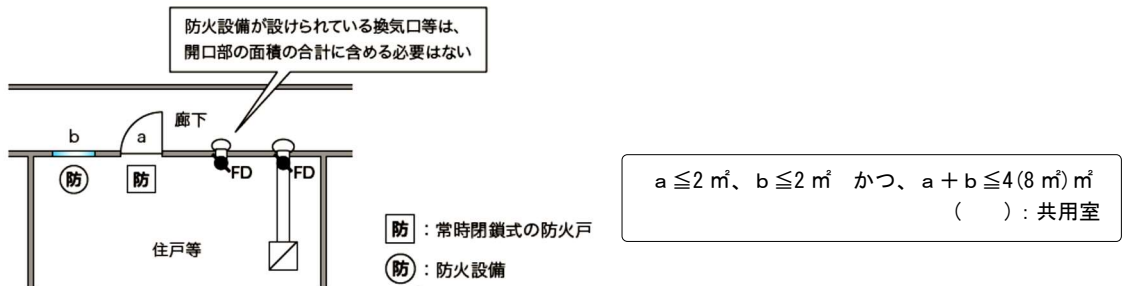 防火設備が設けられている換気口等は、
開口部の面積の合計に含める必要はない
廊下
b
a
FD
FD
防
防
住戸等
防：常時閉鎖式の防火戸
防：防火設備
a≦2㎡、b≦2㎡　かつ、a＋b≦4(8㎡)㎡
(　　)：共用室